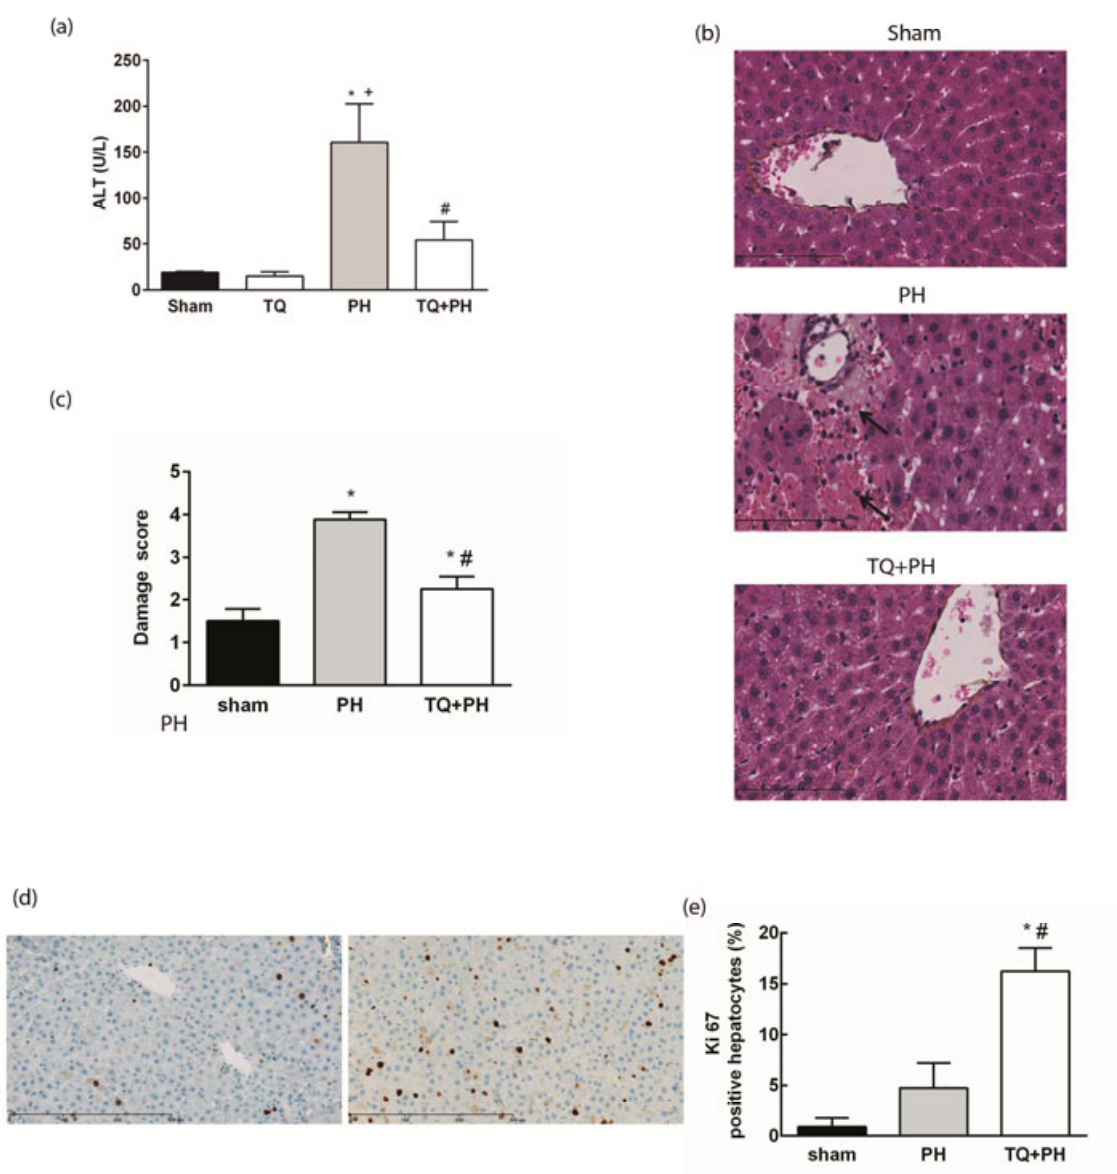 (a)
250
200
150
100
50
0
ALT (U/L)
* +
#
Sham TQ PH TQ+PH
(b)
Sham
PH
TQ+PH
(c)
5
4
3
2
1
0
Damage score
*
* #
sham PH TQ+PH
PH
(d)
(e)
20
15
10
5
0
Ki 67
positive hepatocytes (%)
* #
sham PH TQ+PH